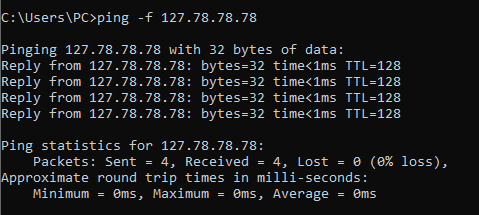 C:\Users\PC>ping -f 127.78.78.78
Pinging 127.78.78.78 with 32 bytes of data:
Reply from 127.78.78.78: bytes=32 time<1ms TTL=128
Reply from 127.78.78.78: bytes=32 time<1ms TTL=128
Reply from 127.78.78.78: bytes=32 time<1ms TTL=128
Reply from 127.78.78.78: bytes=32 time<1ms TTL=128
Ping statistics for 127.78.78.78:
Packets: Sent = 4, Received = 4, Lost = 0 (0% loss),
Approximate round trip times in milli-seconds:
Minimum = 0ms, Maximum = 0ms, Average = 0ms